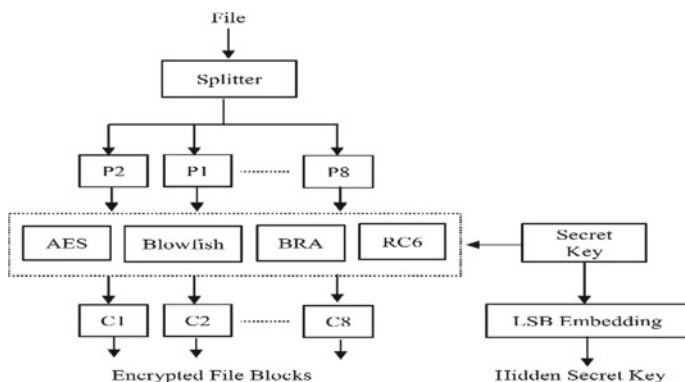 File
Splitter
P2 P1 P8
AES Blowfish BRA RC6
Secret
Key
C1 C2 C8
LSB Embedding
Encrypted File Blocks Hidden Secret Key